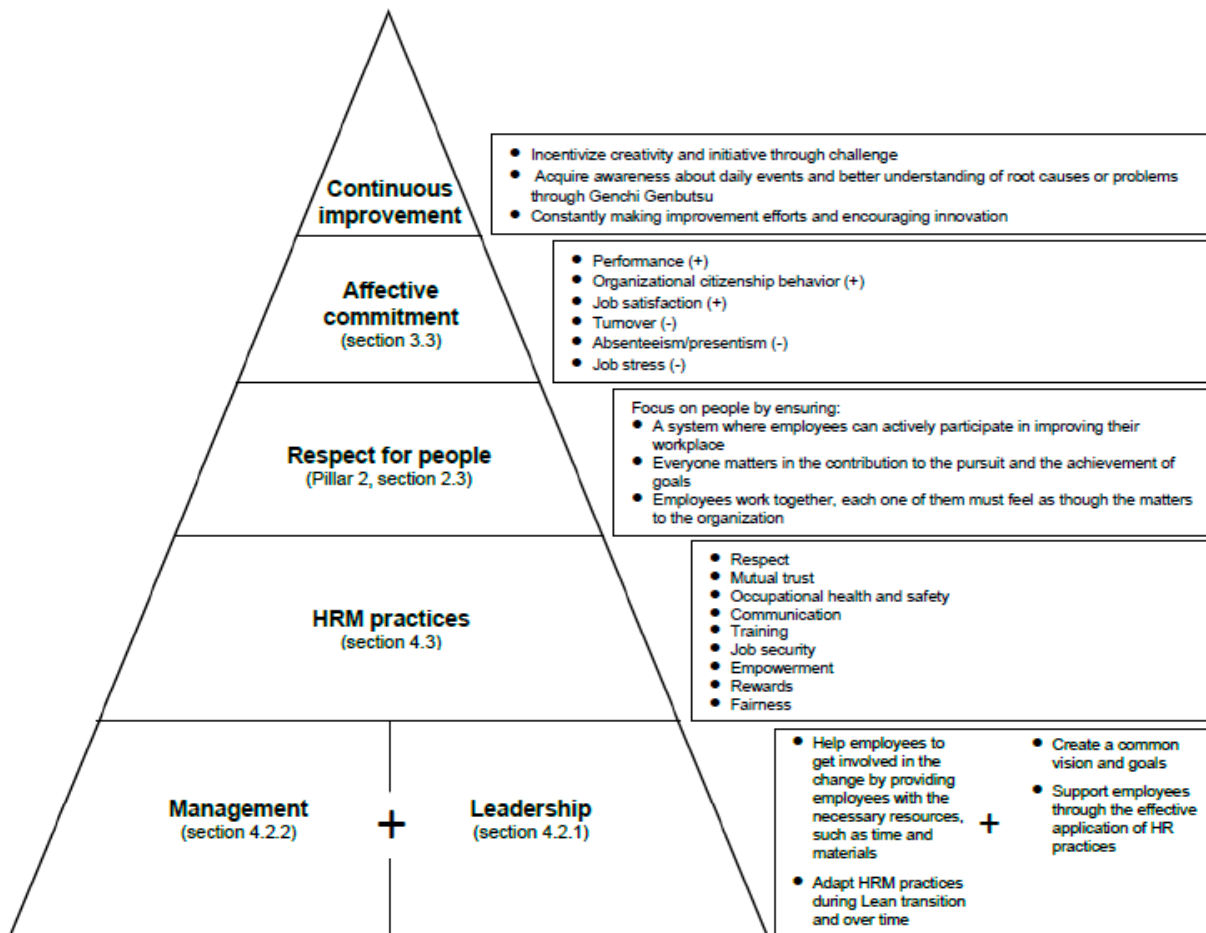 Continuous
improvement
• Incentivize creativity and initiative through challenge
• Acquire awareness about daily events and better understanding of root causes or problems
through Genchi Genbutsu
• Constantly making improvement efforts and encouraging innovation
Affective
commitment
(section 3.3)
• Performance (+)
• Organizational citizenship behavior (+)
• Job satisfaction (+)
• Turnover (-)
• Absenteeism/presentism (-)
• Job stress (-)
Respect for people
(Pillar 2, section 2.3)
Focus on people by ensuring:
• A system where employees can actively participate in improving their
workplace
• Everyone matters in the contribution to the pursuit and the achievement of
goals
• Employees work together, each one of them must feel as though the matters
to the organization
HRM practices
(section 4.3)
• Respect
• Mutual trust
• Occupational health and safety
• Communication
• Training
• Job security
• Empowerment
• Rewards
• Fairness
Management
(section 4.2.2)
+
Leadership
(section 4.2.1)
• Help employees to
get involved in the
change by providing
employees with the
necessary resources,
such as time and
materials
• Adapt HRM practices
during Lean transition
and over time
+
• Create a common
vision and goals
• Support employees
through the effective
application of HR
practices